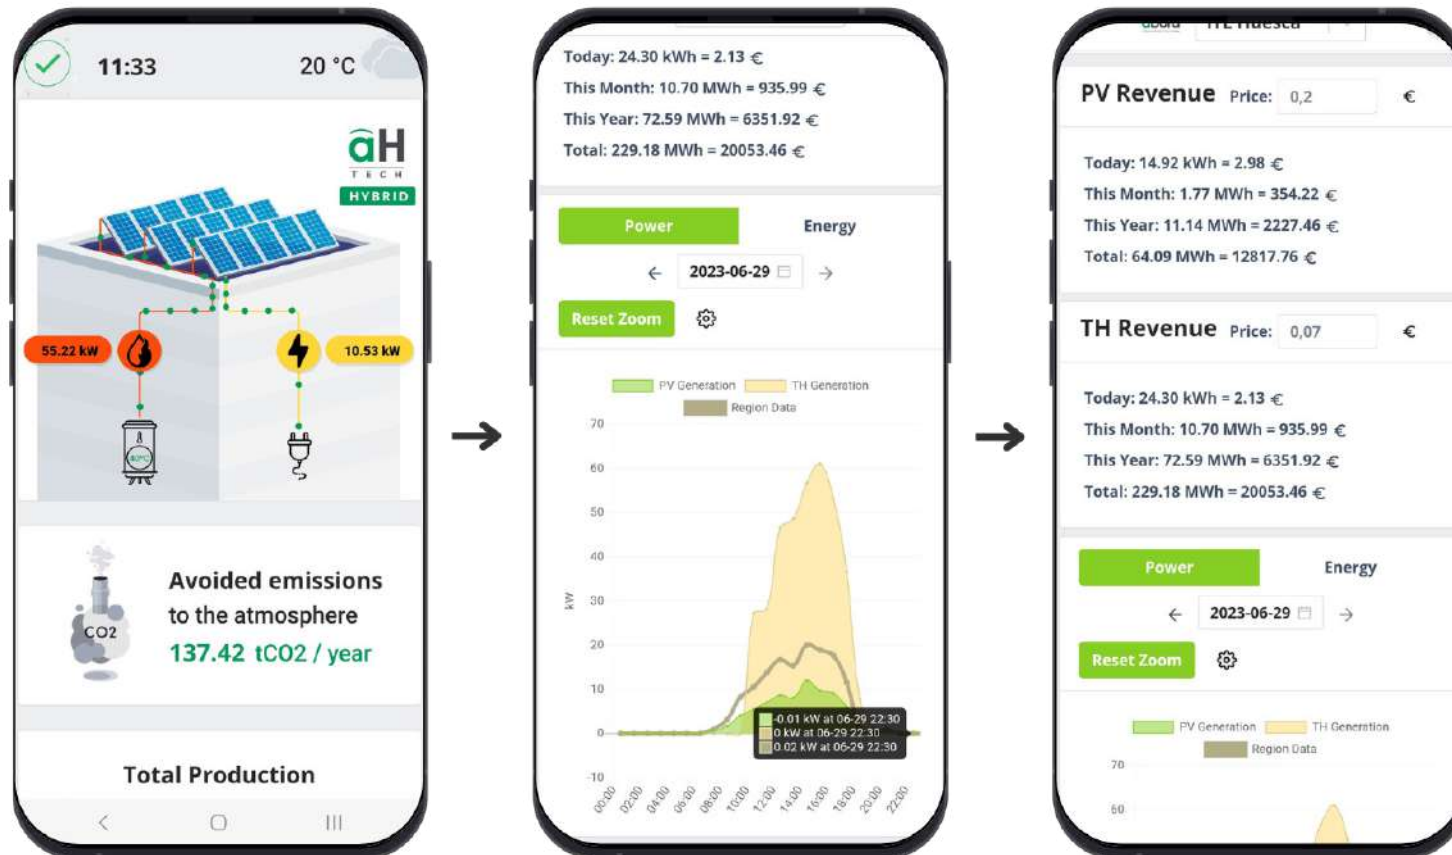 11:33 20 °C
aH
TECH
HYBRID
55.22 kW 10.53 kW
CO2
Avoided emissions
to the atmosphere
137.42 tCO2 / year
Total Production
Today: 24.30 kWh = 2.13 €
This Month: 10.70 MWh = 935.99 €
This Year: 72.59 MWh = 6351.92 €
Total: 229.18 MWh = 20053.46 €
Power Energy
← 2023-06-29 →
Reset Zoom
PV Generation TH Generation
Region Data
70
60
50
40
30
20
10
0
-10
kW
-0.01 kW at 06-29 22:30
0 kW at 06-29 22:30
0.02 kW at 06-29 22:30
00:00 02:00 04:00 06:00 08:00 10:00 12:00 14:00 16:00 18:00 20:00 22:00
PV Revenue Price: 0,2 €
Today: 14.92 kWh = 2.98 €
This Month: 1.77 MWh = 354.22 €
This Year: 11.14 MWh = 2227.46 €
Total: 64.09 MWh = 12817.76 €
TH Revenue Price: 0,07 €
Today: 24.30 kWh = 2.13 €
This Month: 10.70 MWh = 935.99 €
This Year: 72.59 MWh = 6351.92 €
Total: 229.18 MWh = 20053.46 €
Power Energy
← 2023-06-29 →
Reset Zoom
PV Generation TH Generation
Region Data
70
60